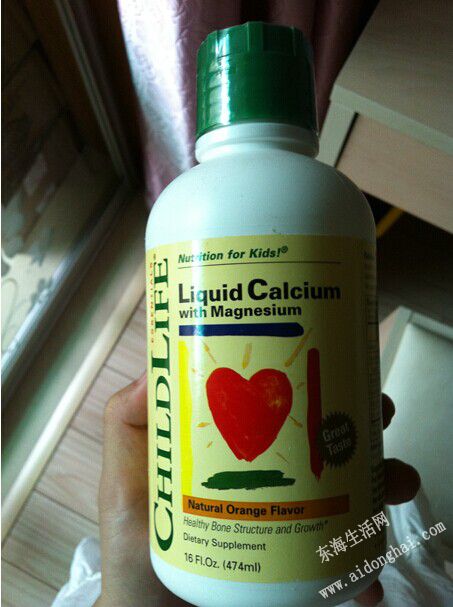 Nutrition for Kids!®
Liquid Calcium
with Magnesium
ESSENTIALS
CHILDLIFE
Great
Taste
Natural Orange Flavor
Healthy Bone Structure and Growth*
Dietary Supplement
16 Fl.Oz. (474ml)
东海生活网
www.aidonghai.com